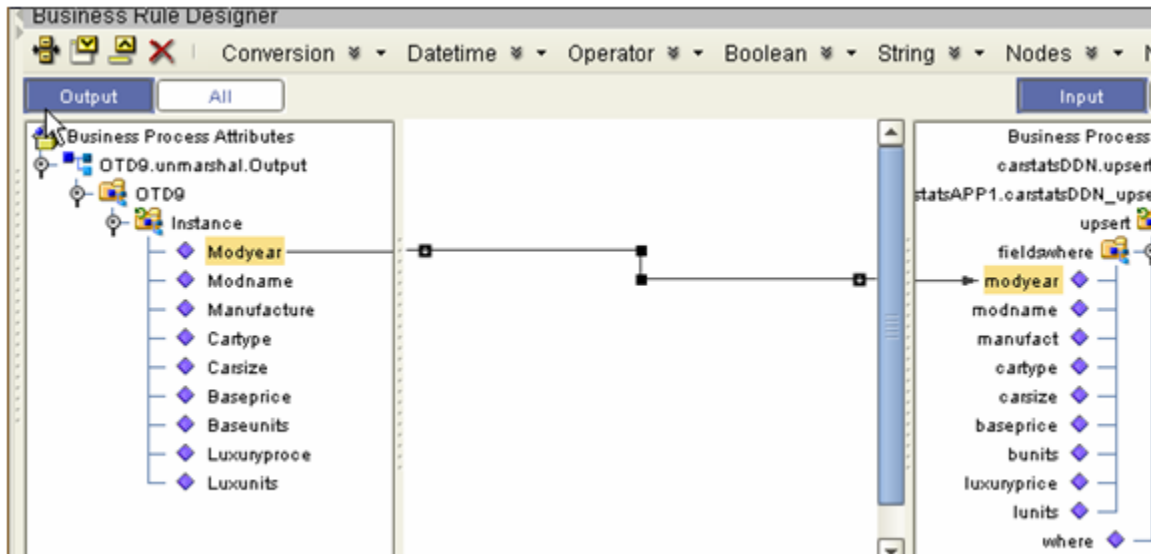 Business Rule Designer
Conversion Datetime Operator Boolean String Nodes
Output All Input
Business Process Attributes
OTD9.unmarshal.Output
OTD9
Instance
Modyear
Modname
Manufacture
Cartype
Carsize
Baseprice
Baseunits
Luxuryproce
Luxunits
Business Process
carstatsDDN.upsert
statsAPP1.carstatsDDN_upse
upsert
fieldswhere
modyear
modname
manufact
cartype
carsize
baseprice
bunits
luxuryprice
lunits
where